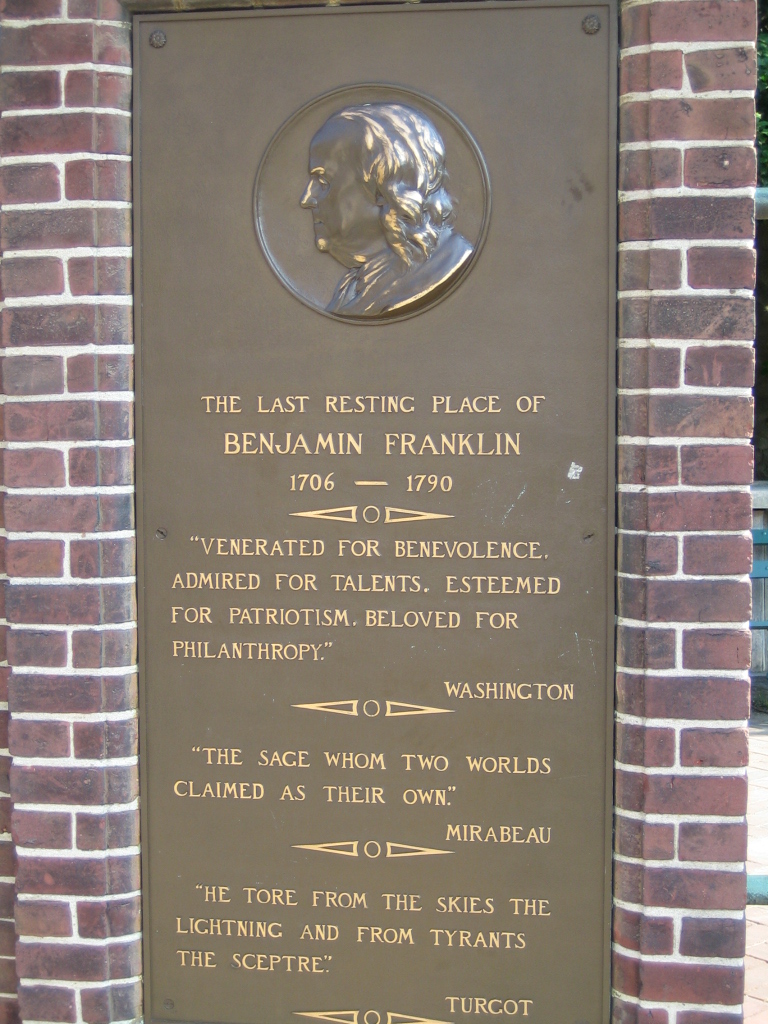 THE LAST RESTING PLACE OF
BENJAMIN FRANKLIN
1706 — 1790
"VENERATED FOR BENEVOLENCE,
ADMIRED FOR TALENTS, ESTEEMED
FOR PATRIOTISM, BELOVED FOR
PHILANTHROPY."
WASHINGTON
"THE SAGE WHOM TWO WORLDS
CLAIMED AS THEIR OWN."
MIRABEAU
"HE TORE FROM THE SKIES THE
LIGHTNING AND FROM TYRANTS
THE SCEPTRE."
TURGOT